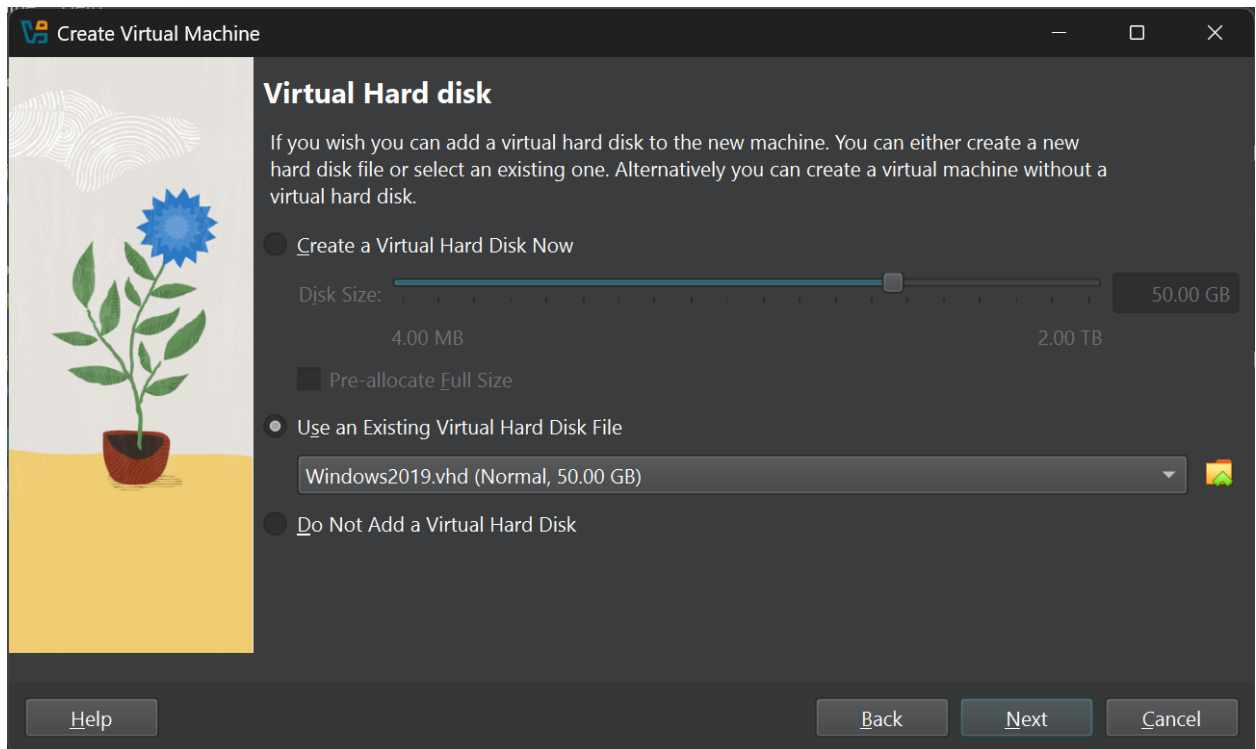 Create Virtual Machine
Virtual Hard disk
If you wish you can add a virtual hard disk to the new machine. You can either create a new
hard disk file or select an existing one. Alternatively you can create a virtual machine without a
virtual hard disk.
Create a Virtual Hard Disk Now
Disk Size:
50.00 GB
4.00 MB
2.00 TB
Pre-allocate Full Size
Use an Existing Virtual Hard Disk File
Windows2019.vhd (Normal, 50.00 GB)
Do Not Add a Virtual Hard Disk
Help
Back
Next
Cancel